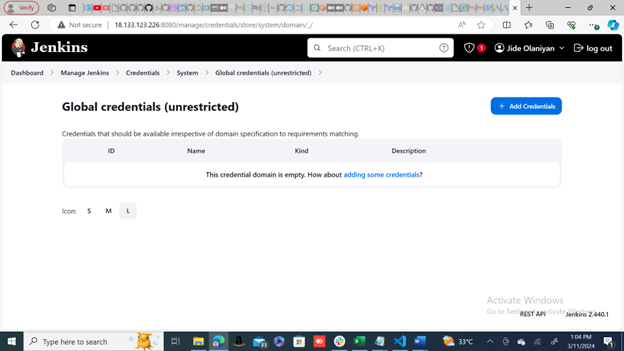 Verify
Not secure
18.133.123.226:8080/manage/credentials/store/system/domain/_/
Jenkins
Search (CTRL+K)
1
Jide Olaniyan
log out
Dashboard
Manage Jenkins
Credentials
System
Global credentials (unrestricted)
Global credentials (unrestricted)
Add Credentials
Credentials that should be available irrespective of domain specification to requirements matching.
ID Name Kind Description
This credential domain is empty. How about adding some credentials?
Icon: S M L
Activate Windows
Go to Settings to activate Windows.
REST API
Jenkins 2.440.1
Type here to search
33
33°C
1:04 PM
3/11/2024
1